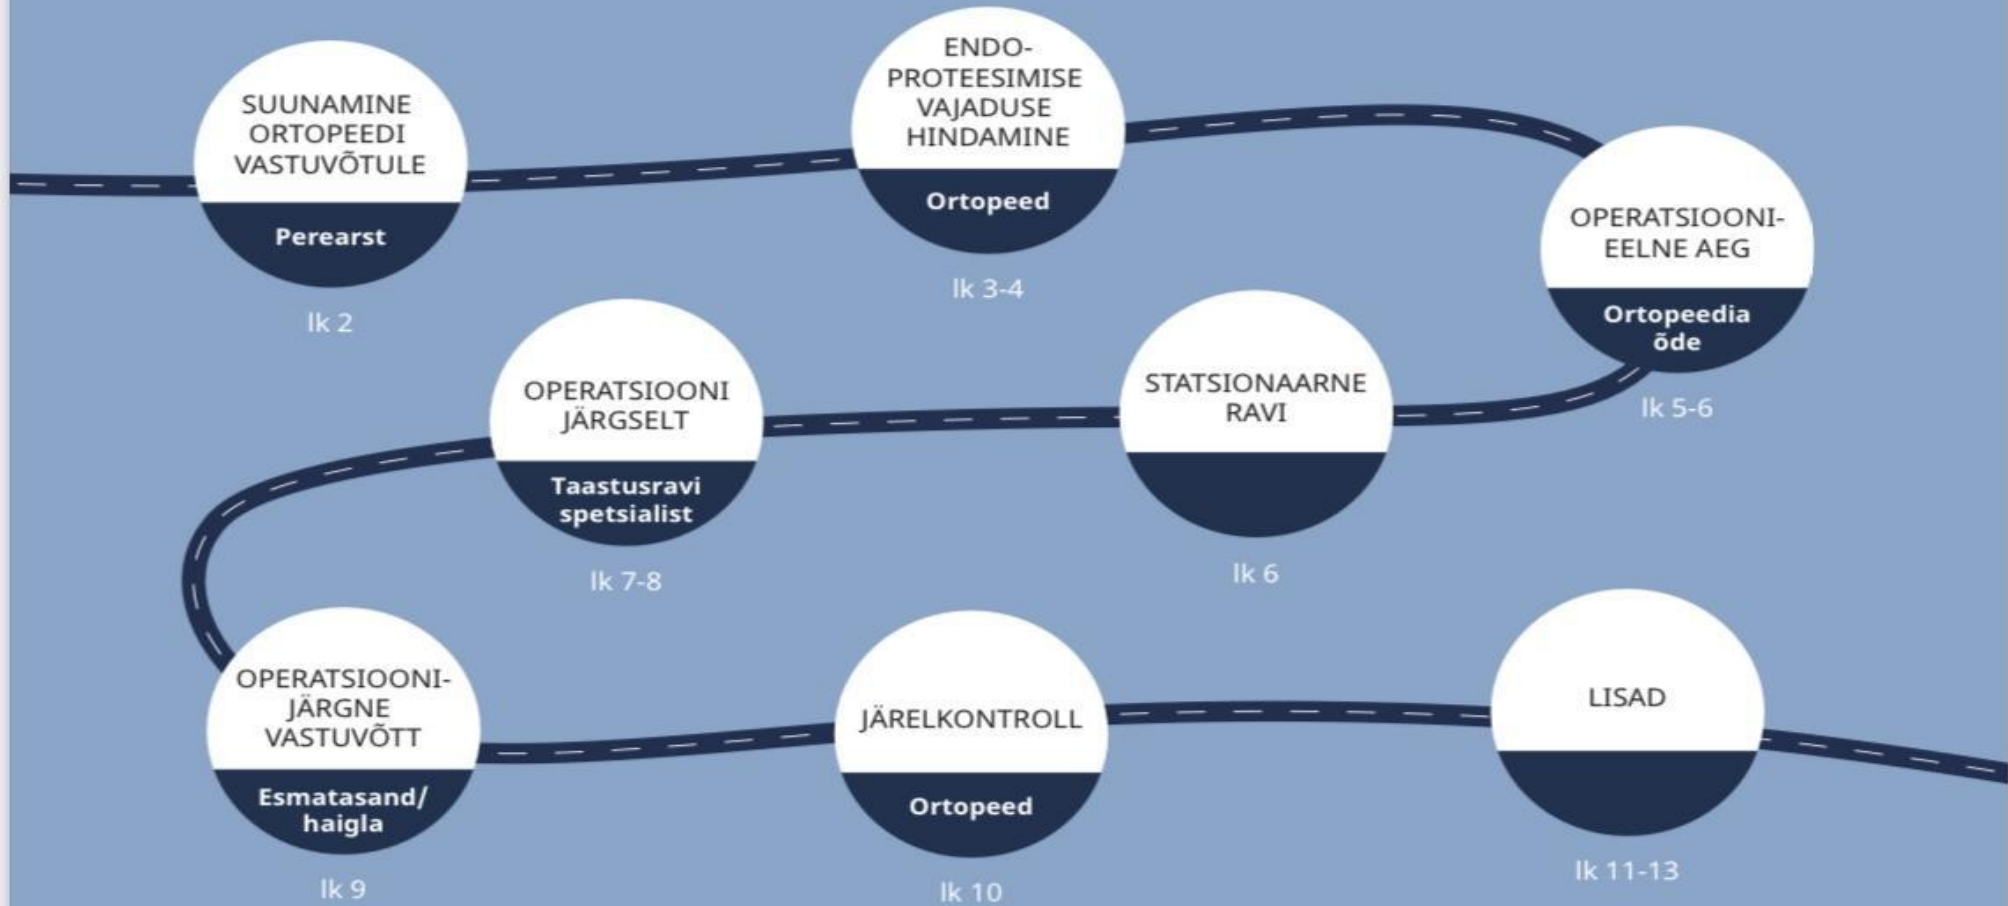 SUUNAMINE
ORTOPEEDI
VASTUVÕTULE
Perearst
lk 2
ENDO-
PROTEESIMISE
VAJADUSE
HINDAMINE
Ortopeed
lk 3-4
OPERATSIOONI-
EELNE AEG
Ortopeedia
õde
lk 5-6
STATSIONAARNE
RAVI
lk 6
OPERATSIOONI
JÄRGSELT
Taastusravi
spetsialist
lk 7-8
OPERATSIOONI-
JÄRGNE
VASTUVÕTT
Esmatasand/
haigla
lk 9
JÄRELKONTROLL
Ortopeed
lk 10
LISAD
lk 11-13